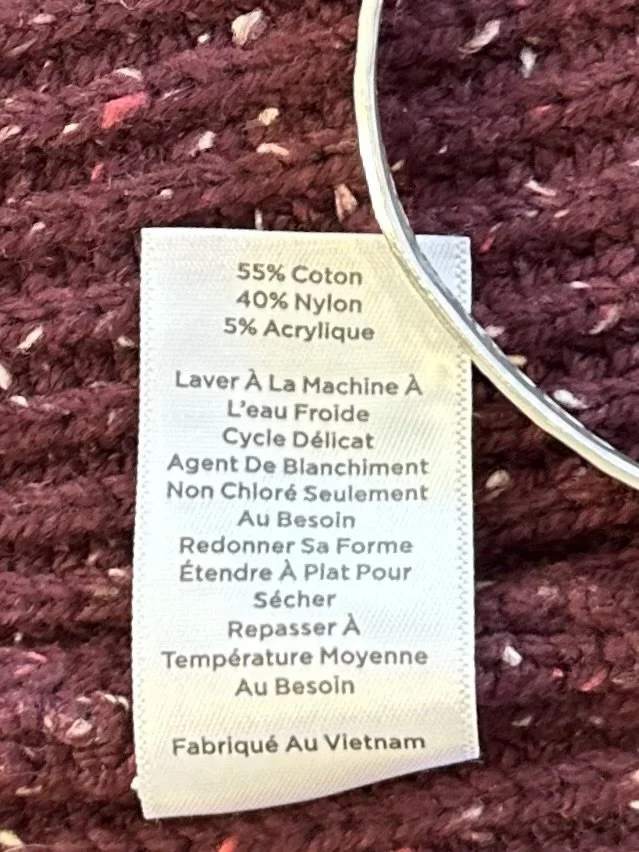 55% Coton
40% Nylon
5% Acrylique
Laver À La Machine À
L'eau Froide
Cycle Délicat
Agent De Blanchiment
Non Chloré Seulement
Au Besoin
Redonner Sa Forme
Étendre À Plat Pour
Sécher
Repasser À
Température Moyenne
Au Besoin
Fabriqué Au Vietnam